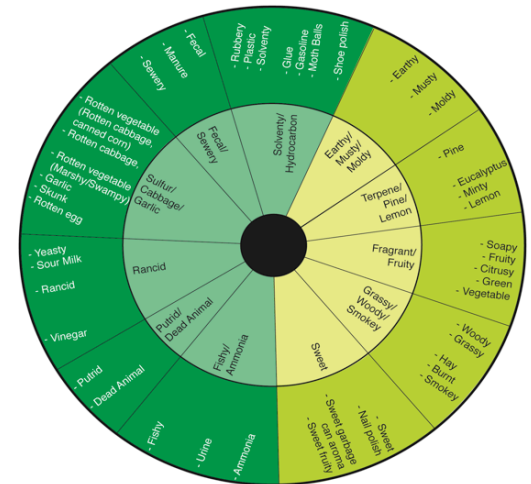 Earthy/
Musty/
Moldy
- Earthy
- Musty
- Moldy
Terpene/
Pine/
Lemon
- Pine
- Eucalyptus
- Minty
- Lemon
Fragrant/
Fruity
- Soapy
- Fruity
- Citrusy
- Green
- Vegetable
Grassy/
Woody/
Smokey
- Woody
- Grassy
- Hay
- Burnt
- Smokey
Sweet
- Sweet
- Nail polish
- Sweet garbage
can aroma
- Sweet fruity
Fishy/
Ammonia
- Fishy
- Urine
- Ammonia
Putrid/
Dead Animal
- Putrid
- Dead Animal
Rancid
- Yeasty
- Sour Milk
- Rancid
- Vinegar
Sulfur/
Cabbage/
Garlic
- Rotten vegetable
(Rotten cabbage,
canned corn)
- Rotten cabbage,
- Rotten vegetable
(Marshy/Swampy)
- Garlic
- Skunk
- Rotten egg
Fecal/
Sewery
- Fecal
- Manure
- Sewery
Solventy/
Hydrocarbon
- Rubbery
- Plastic
- Solventy
- Glue
- Gasoline
- Moth Balls
- Shoe polish